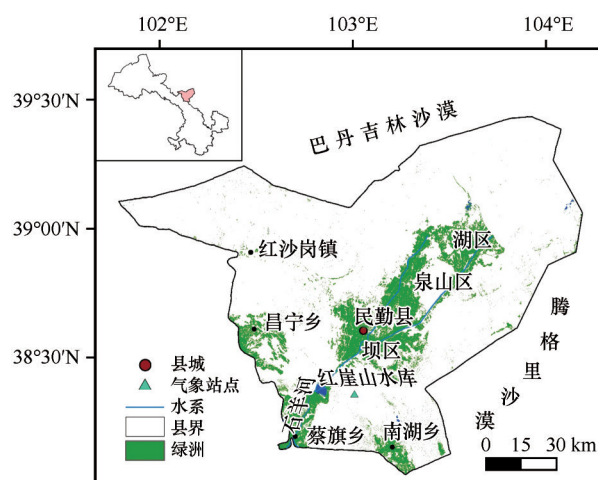 102°E
103°E
104°E
39°30′N
39°00′N
38°30′N
巴丹吉林沙漠
湖区
红沙岗镇
泉山区
腾格里沙漠
昌宁乡
民勤县
坝区
红崖山水库
石羊河
蔡旗乡
南湖乡
县城
气象站点
水系
县界
绿洲
0 15 30 km